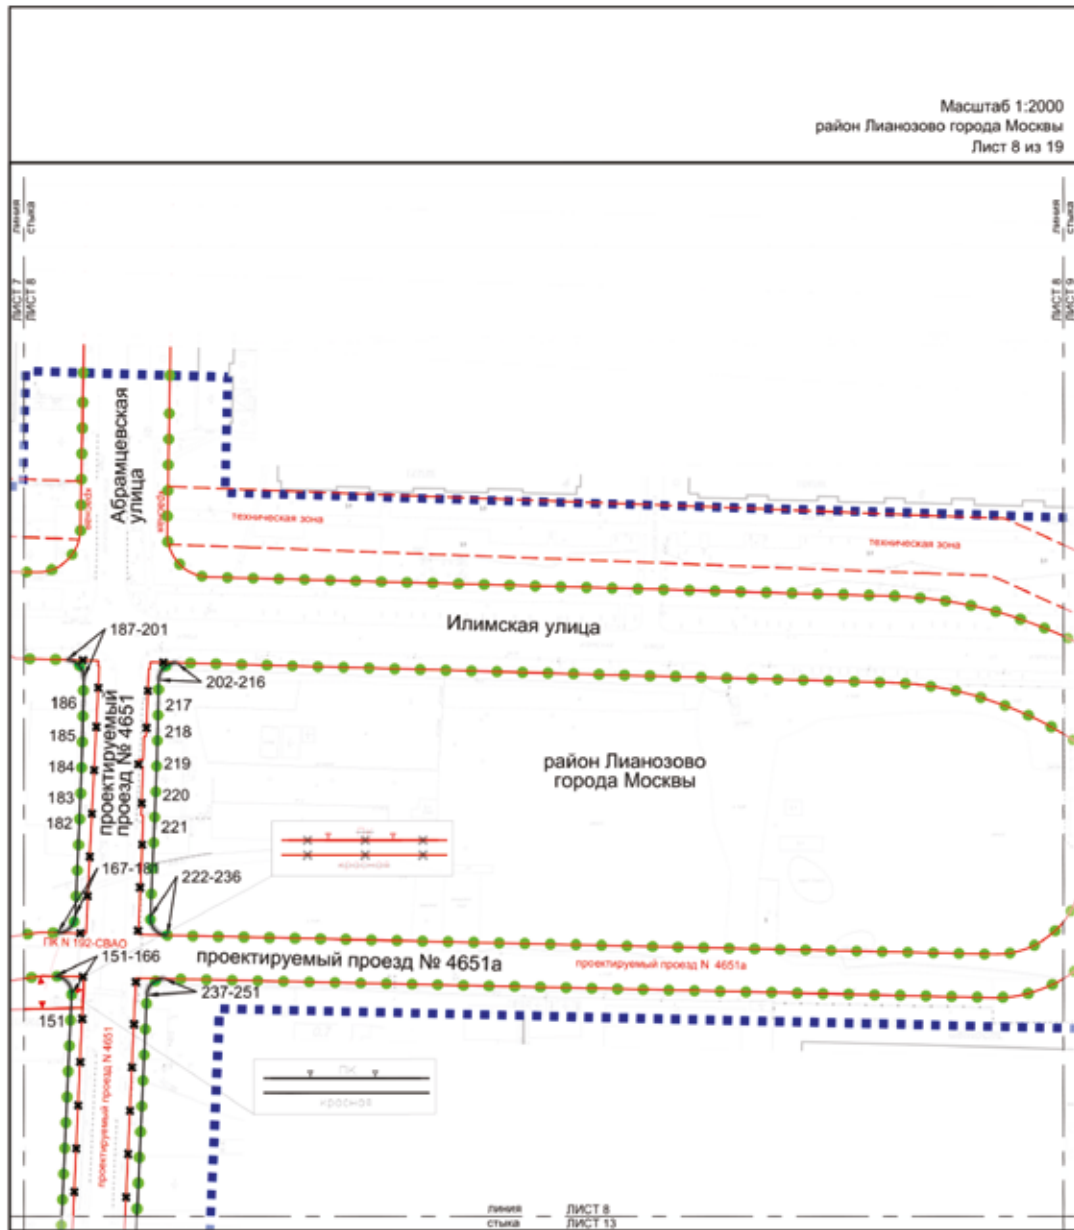 Масштаб 1:2000
район Лианозово города Москвы
Лист 8 из 19
линия
стыка
линия
стыка
ЛИСТ 7
ЛИСТ 8
ЛИСТ 8
ЛИСТ 9
Абрамцевская
улица
красная
красная
техническая зона
техническая зона
Илимская улица
187-201
202-216
186
217
185
218
184
219
183
220
182
221
проектируемый
проезд № 4651
район Лианозово
города Москвы
ПК
красная
167-181
222-236
ПК N 192-СВАО
151-166
проектируемый проезд № 4651а
проектируемый проезд N 4651а
237-251
151
проектируемый проезд N 4651
ПК
красная
линия
стыка
ЛИСТ 8
ЛИСТ 13